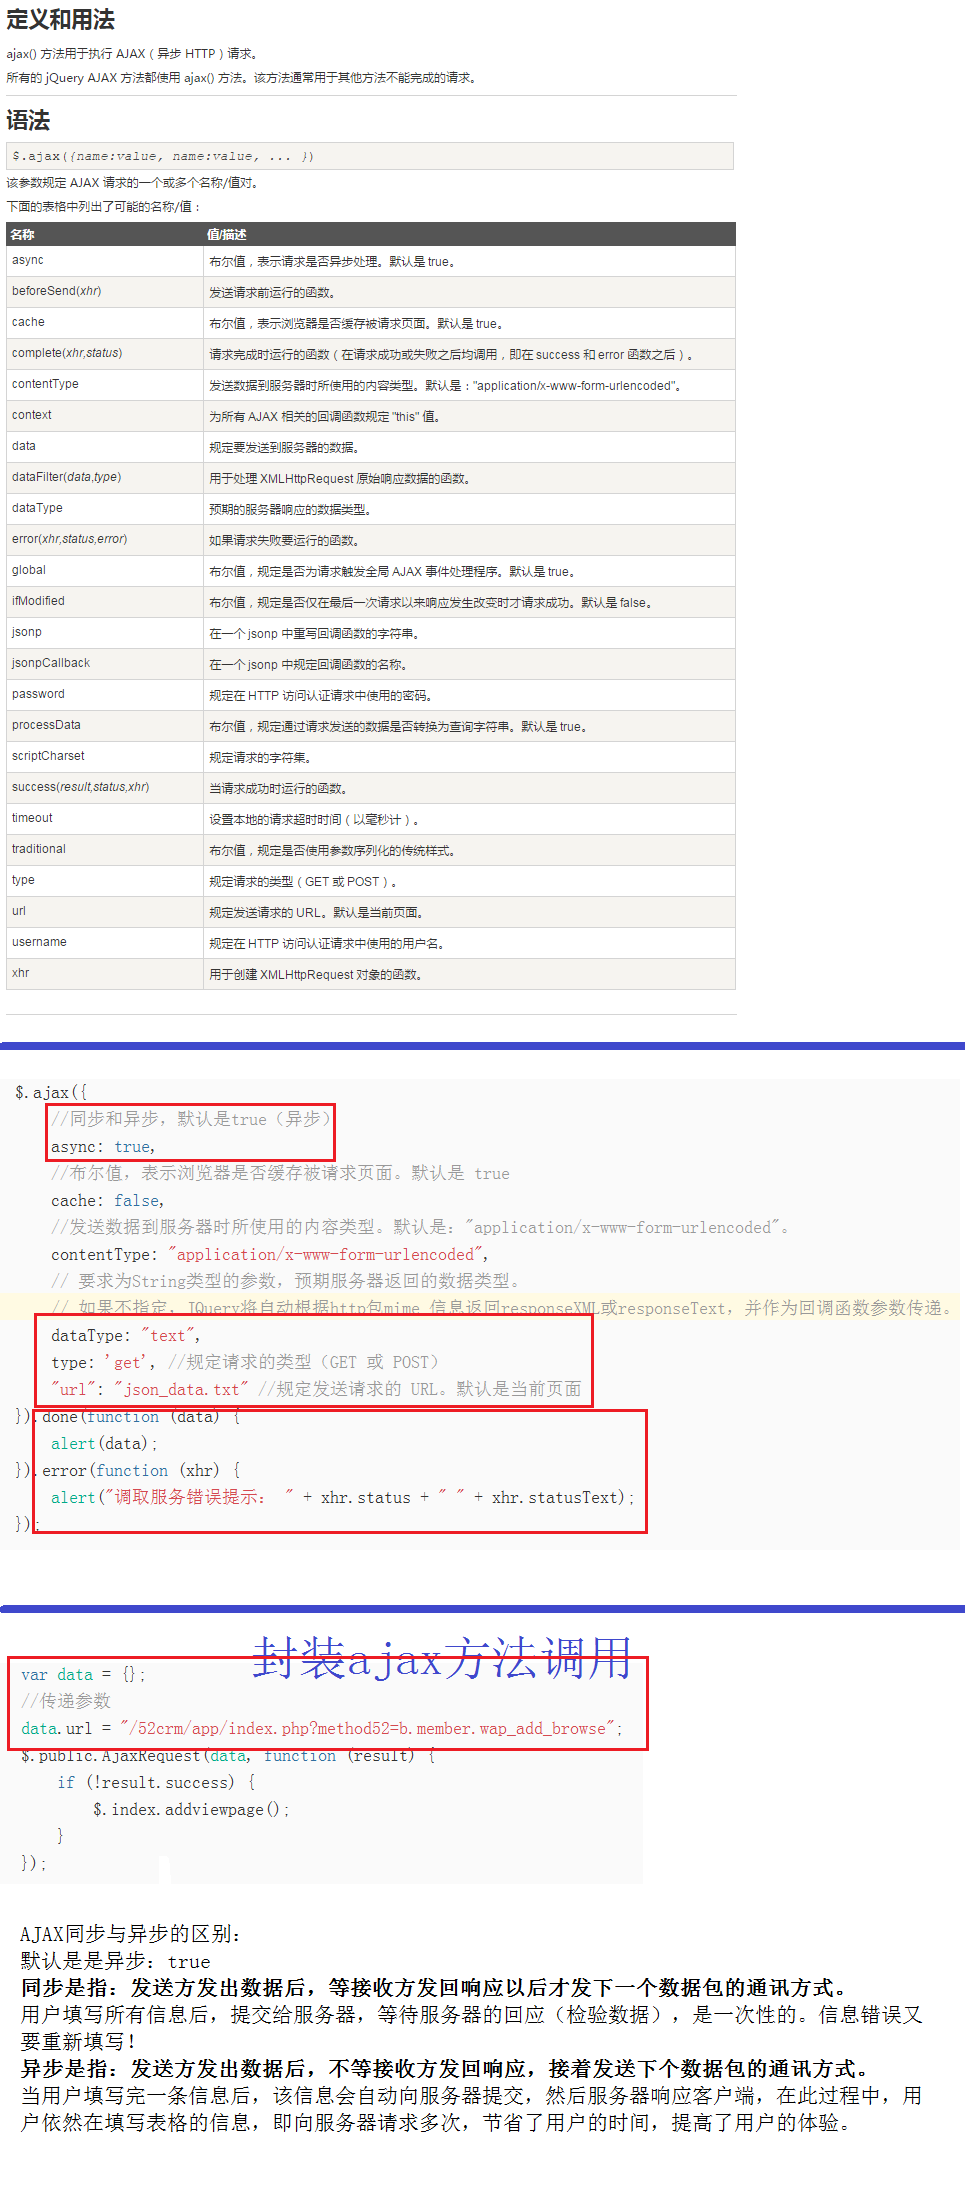 定义和用法
ajax() 方法用于执行 AJAX（异步 HTTP）请求。
所有的 jQuery AJAX 方法都使用 ajax() 方法。该方法通常用于其他方法不能完成的请求。
语法
$.ajax({name:value, name:value, ... })
该参数规定 AJAX 请求的一个或多个名称/值对。
下面的表格中列出了可能的名称/值：
名称 值/描述
async 布尔值，表示请求是否异步处理。默认是 true。
beforeSend(xhr) 发送请求前运行的函数。
cache 布尔值，表示浏览器是否缓存被请求页面。默认是 true。
complete(xhr,status) 请求完成时运行的函数（在请求成功或失败之后均调用，即在 success 和 error 函数之后）。
contentType 发送数据到服务器时所使用的内容类型。默认是："application/x-www-form-urlencoded"。
context 为所有 AJAX 相关的回调函数规定 "this" 值。
data 规定要发送到服务器的数据。
dataFilter(data,type) 用于处理 XMLHttpRequest 原始响应数据的函数。
dataType 预期的服务器响应的数据类型。
error(xhr,status,error) 如果请求失败要运行的函数。
global 布尔值，规定是否为请求触发全局 AJAX 事件处理程序。默认是 true。
ifModified 布尔值，规定是否仅在最后一次请求以来响应发生改变时才请求成功。默认是 false。
jsonp 在一个 jsonp 中重写回调函数的字符串。
jsonpCallback 在一个 jsonp 中规定回调函数的名称。
password 规定在 HTTP 访问认证请求中使用的密码。
processData 布尔值，规定通过请求发送的数据是否转换为查询字符串。默认是 true。
scriptCharset 规定请求的字符集。
success(result,status,xhr) 当请求成功时运行的函数。
timeout 设置本地的请求超时时间（以毫秒计）。
traditional 布尔值，规定是否使用参数序列化的传统样式。
type 规定请求的类型（GET 或 POST）。
url 规定发送请求的 URL。默认是当前页面。
username 规定在 HTTP 访问认证请求中使用的用户名。
xhr 用于创建 XMLHttpRequest 对象的函数。
$.ajax({
//同步和异步，默认是true（异步）
async: true,
//布尔值，表示浏览器是否缓存被请求页面。默认是 true
cache: false,
//发送数据到服务器时所使用的内容类型。默认是："application/x-www-form-urlencoded"。
contentType: "application/x-www-form-urlencoded",
// 要求为String类型的参数，预期服务器返回的数据类型。
// 如果不指定，JQuery将自动根据http包mime 信息返回responseXML或responseText，并作为回调函数参数传递。
dataType: "text",
type: 'get', //规定请求的类型（GET 或 POST）
"url": "json_data.txt" //规定发送请求的 URL。默认是当前页面
}).done(function (data) {
alert(data);
}).error(function (xhr) {
alert("调取服务错误提示： " + xhr.status + " " + xhr.statusText);
});
封装ajax方法调用
var data = {};
//传递参数
data.url = "/52crm/app/index.php?method52=b.member.wap_add_browse";
$.public.AjaxRequest(data, function (result) {
if (!result.success) {
$.index.addviewpage();
}
});
AJAX同步与异步的区别：
默认是是异步：true
同步是指：发送方发出数据后，等接收方发回响应以后才发下一个数据包的通讯方式。
用户填写所有信息后，提交给服务器，等待服务器的回应（检验数据），是一次性的。信息错误又
要重新填写！
异步是指：发送方发出数据后，不等接收方发回响应，接着发送下个数据包的通讯方式。
当用户填写完一条信息后，该信息会自动向服务器提交，然后服务器响应客户端，在此过程中，用
户依然在填写表格的信息，即向服务器请求多次，节省了用户的时间，提高了用户的体验。